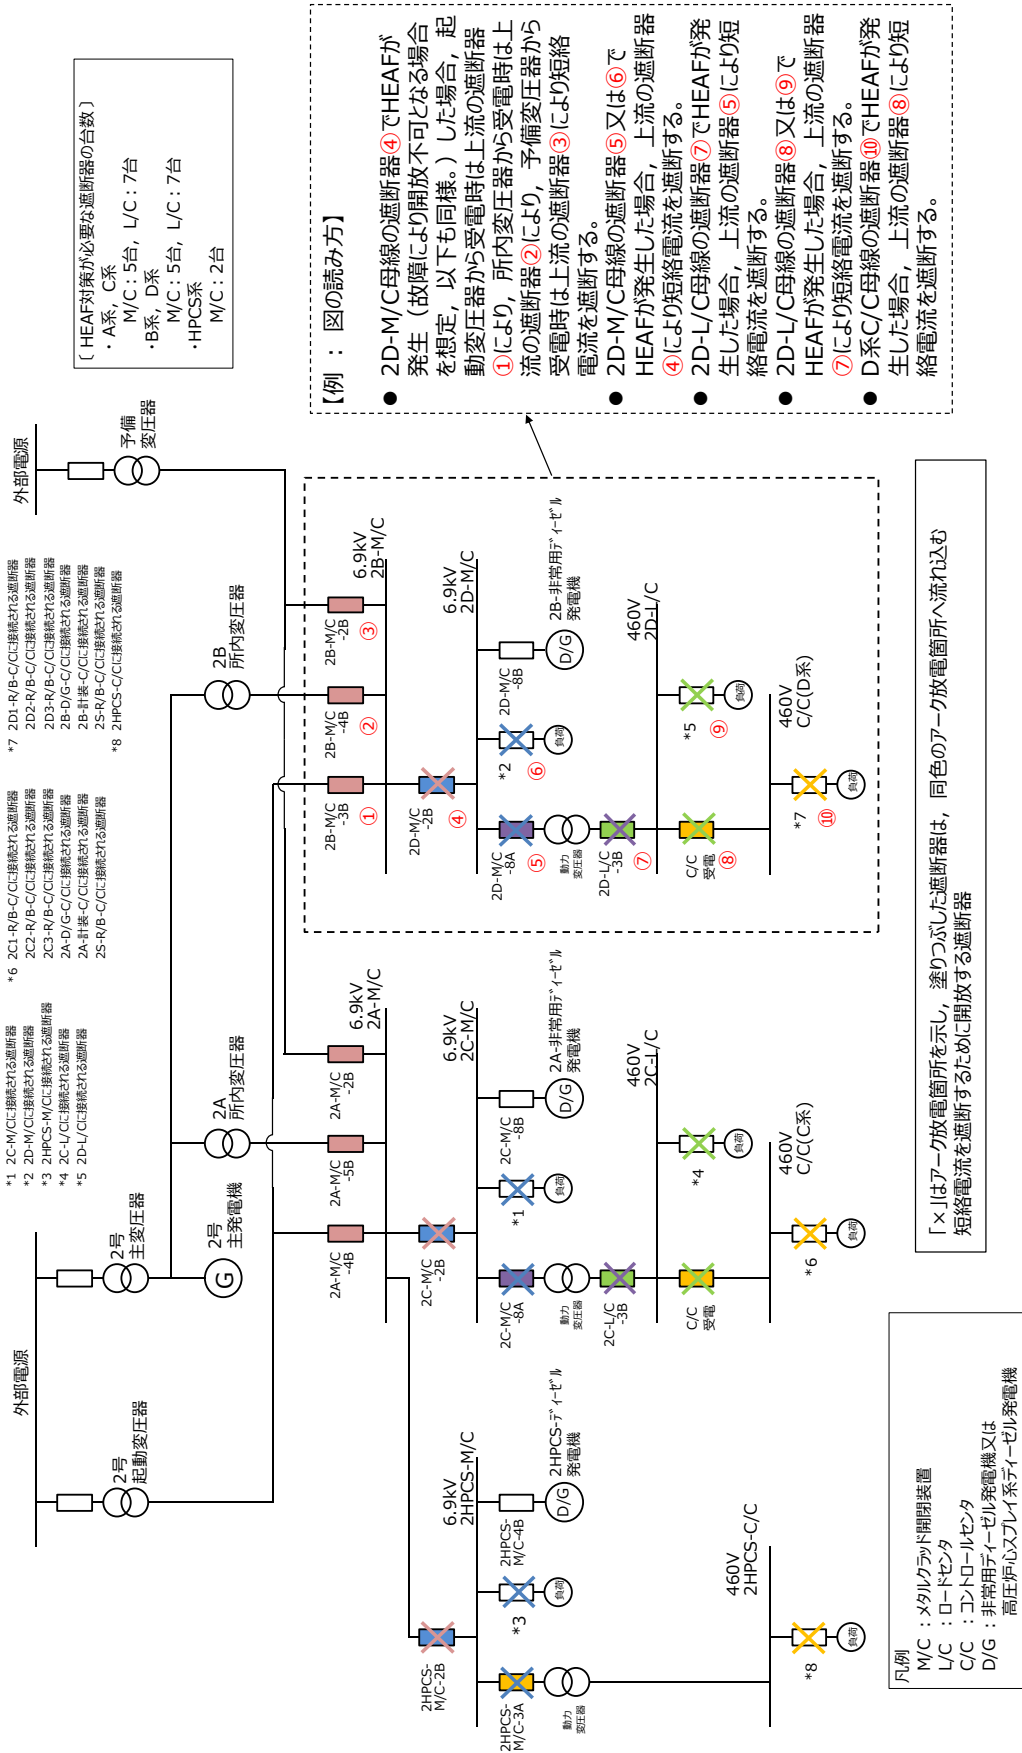 外部電源
2号
起動変圧器
2号
主変圧器
2号
主発電機
G
*1 2C-M/Cに接続される遮断器
*2 2D-M/Cに接続される遮断器
*3 2HPCS-M/Cに接続される遮断器
*4 2C-L/Cに接続される遮断器
*5 2D-L/Cに接続される遮断器
*6 2C1-R/B-C/Cに接続される遮断器
2C2-R/B-C/Cに接続される遮断器
2C3-R/B-C/Cに接続される遮断器
2A-D/G-C/Cに接続される遮断器
2A-計装-C/Cに接続される遮断器
2S-R/B-C/Cに接続される遮断器
*7 2D1-R/B-C/Cに接続される遮断器
2D2-R/B-C/Cに接続される遮断器
2D3-R/B-C/Cに接続される遮断器
2B-D/G-C/Cに接続される遮断器
2B-計装-C/Cに接続される遮断器
2S-R/B-C/Cに接続される遮断器
*8 2HPCS-C/Cに接続される遮断器
外部電源
予備
変圧器
〔HEAF対策が必要な遮断器の台数〕
・A系，C系
M/C：5台，L/C：7台
・B系，D系
M/C：5台，L/C：7台
・HPCS系
M/C：2台
2A
所内変圧器
2B
所内変圧器
2A-M/C
-4B
2A-M/C
-5B
2A-M/C
-2B
6.9kV
2A-M/C
2B-M/C
-3B
①
2B-M/C
-4B
②
2B-M/C
-2B
③
6.9kV
2B-M/C
2HPCS-
M/C-2B
2C-M/C
-2B
2D-M/C
-2B
④
6.9kV
2HPCS-M/C
6.9kV
2C-M/C
6.9kV
2D-M/C
2HPCS-
M/C-3A
*3
負荷
2HPCS-
M/C-4B
D/G
2HPCS-ディーゼル
発電機
動力
変圧器
2C-M/C
-8A
*1
負荷
2C-M/C
-8B
D/G
2A-非常用ディーゼル
発電機
動力
変圧器
2D-M/C
-8A
⑤
*2
⑥
負荷
2D-M/C
-8B
D/G
2B-非常用ディーゼル
発電機
動力
変圧器
2C-L/C
-3B
460V
2C-L/C
2D-L/C
-3B
⑦
460V
2D-L/C
C/C
受電
*4
負荷
C/C
受電
⑧
*5
⑨
負荷
460V
2HPCS-C/C
460V
C/C(C系)
460V
C/C(D系)
*8
負荷
*6
負荷
*7
⑩
負荷
【例 ： 図の読み方】
● 2D-M/C母線の遮断器④でHEAFが
発生（故障により開放不可となる場合
を想定，以下も同様。）した場合，起
動変圧器から受電時は上流の遮断器
①により，所内変圧器から受電時は上
流の遮断器②により，予備変圧器から
受電時は上流の遮断器③により短絡
電流を遮断する。
● 2D-M/C母線の遮断器⑤又は⑥で
HEAFが発生した場合，上流の遮断器
④により短絡電流を遮断する。
● 2D-L/C母線の遮断器⑦でHEAFが発
生した場合，上流の遮断器⑤により短
絡電流を遮断する。
● 2D-L/C母線の遮断器⑧又は⑨で
HEAFが発生した場合，上流の遮断器
⑦により短絡電流を遮断する。
● D系C/C母線の遮断器⑩でHEAFが発
生した場合，上流の遮断器⑧により短
絡電流を遮断する。
凡例
M/C ：メタルクラッド開閉装置
L/C ：ロードセンタ
C/C ：コントロールセンタ
D/G ：非常用ディーゼル発電機又は
高圧炉心スプレイ系ディーゼル発電機
「×」はアーク放電箇所を示し，塗りつぶした遮断器は，同色のアーク放電箇所へ流れ込む
短絡電流を遮断するために開放する遮断器